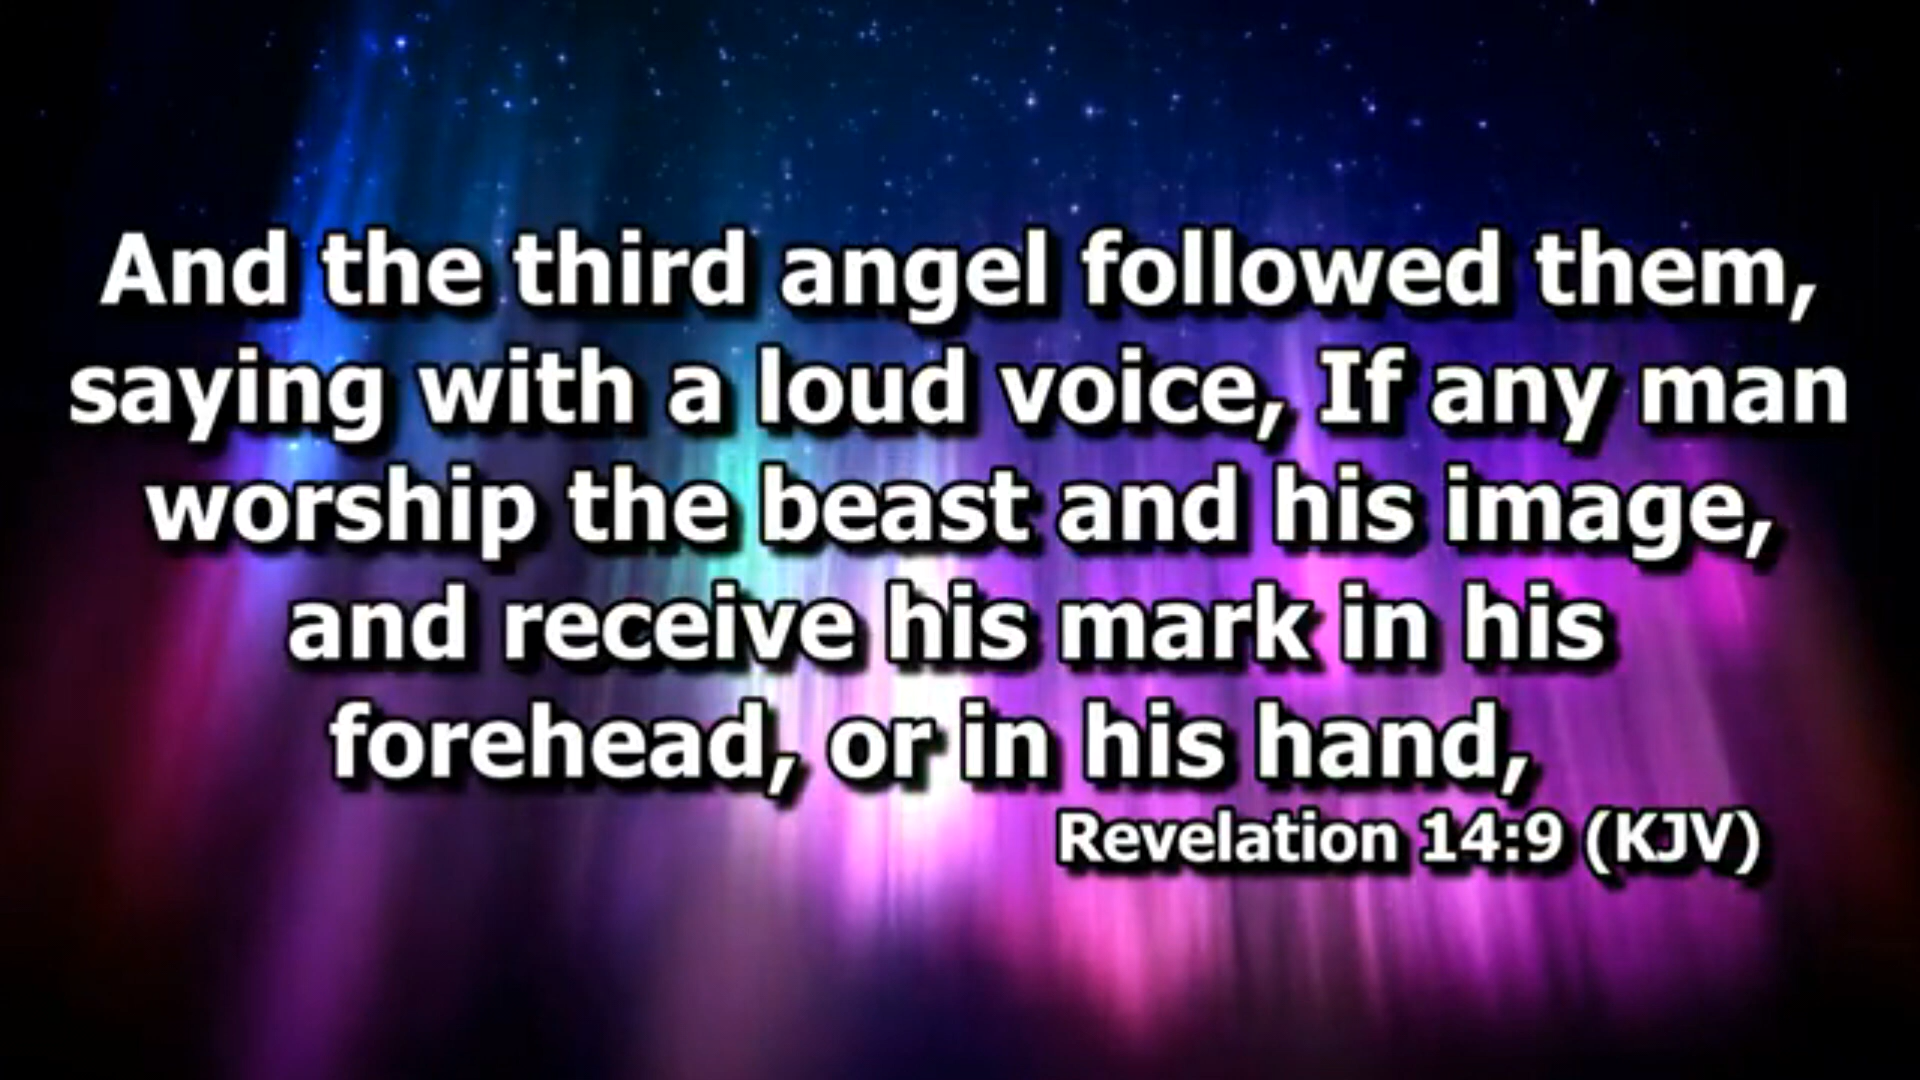 And the third angel followed them,
saying with a loud voice, If any man
worship the beast and his image,
and receive his mark in his
forehead, or in his hand,
Revelation 14:9 (KJV)